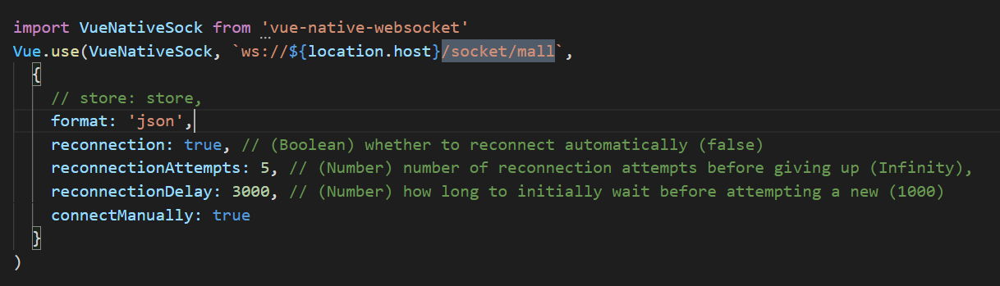 import VueNativeSock from 'vue-native-websocket'
Vue.use(VueNativeSock, `ws://${location.host}/socket/mall`,
  {
    // store: store,
    format: 'json',
    reconnection: true, // (Boolean) whether to reconnect automatically (false)
    reconnectionAttempts: 5, // (Number) number of reconnection attempts before giving up (Infinity),
    reconnectionDelay: 3000, // (Number) how long to initially wait before attempting a new (1000)
    connectManually: true
  }
)